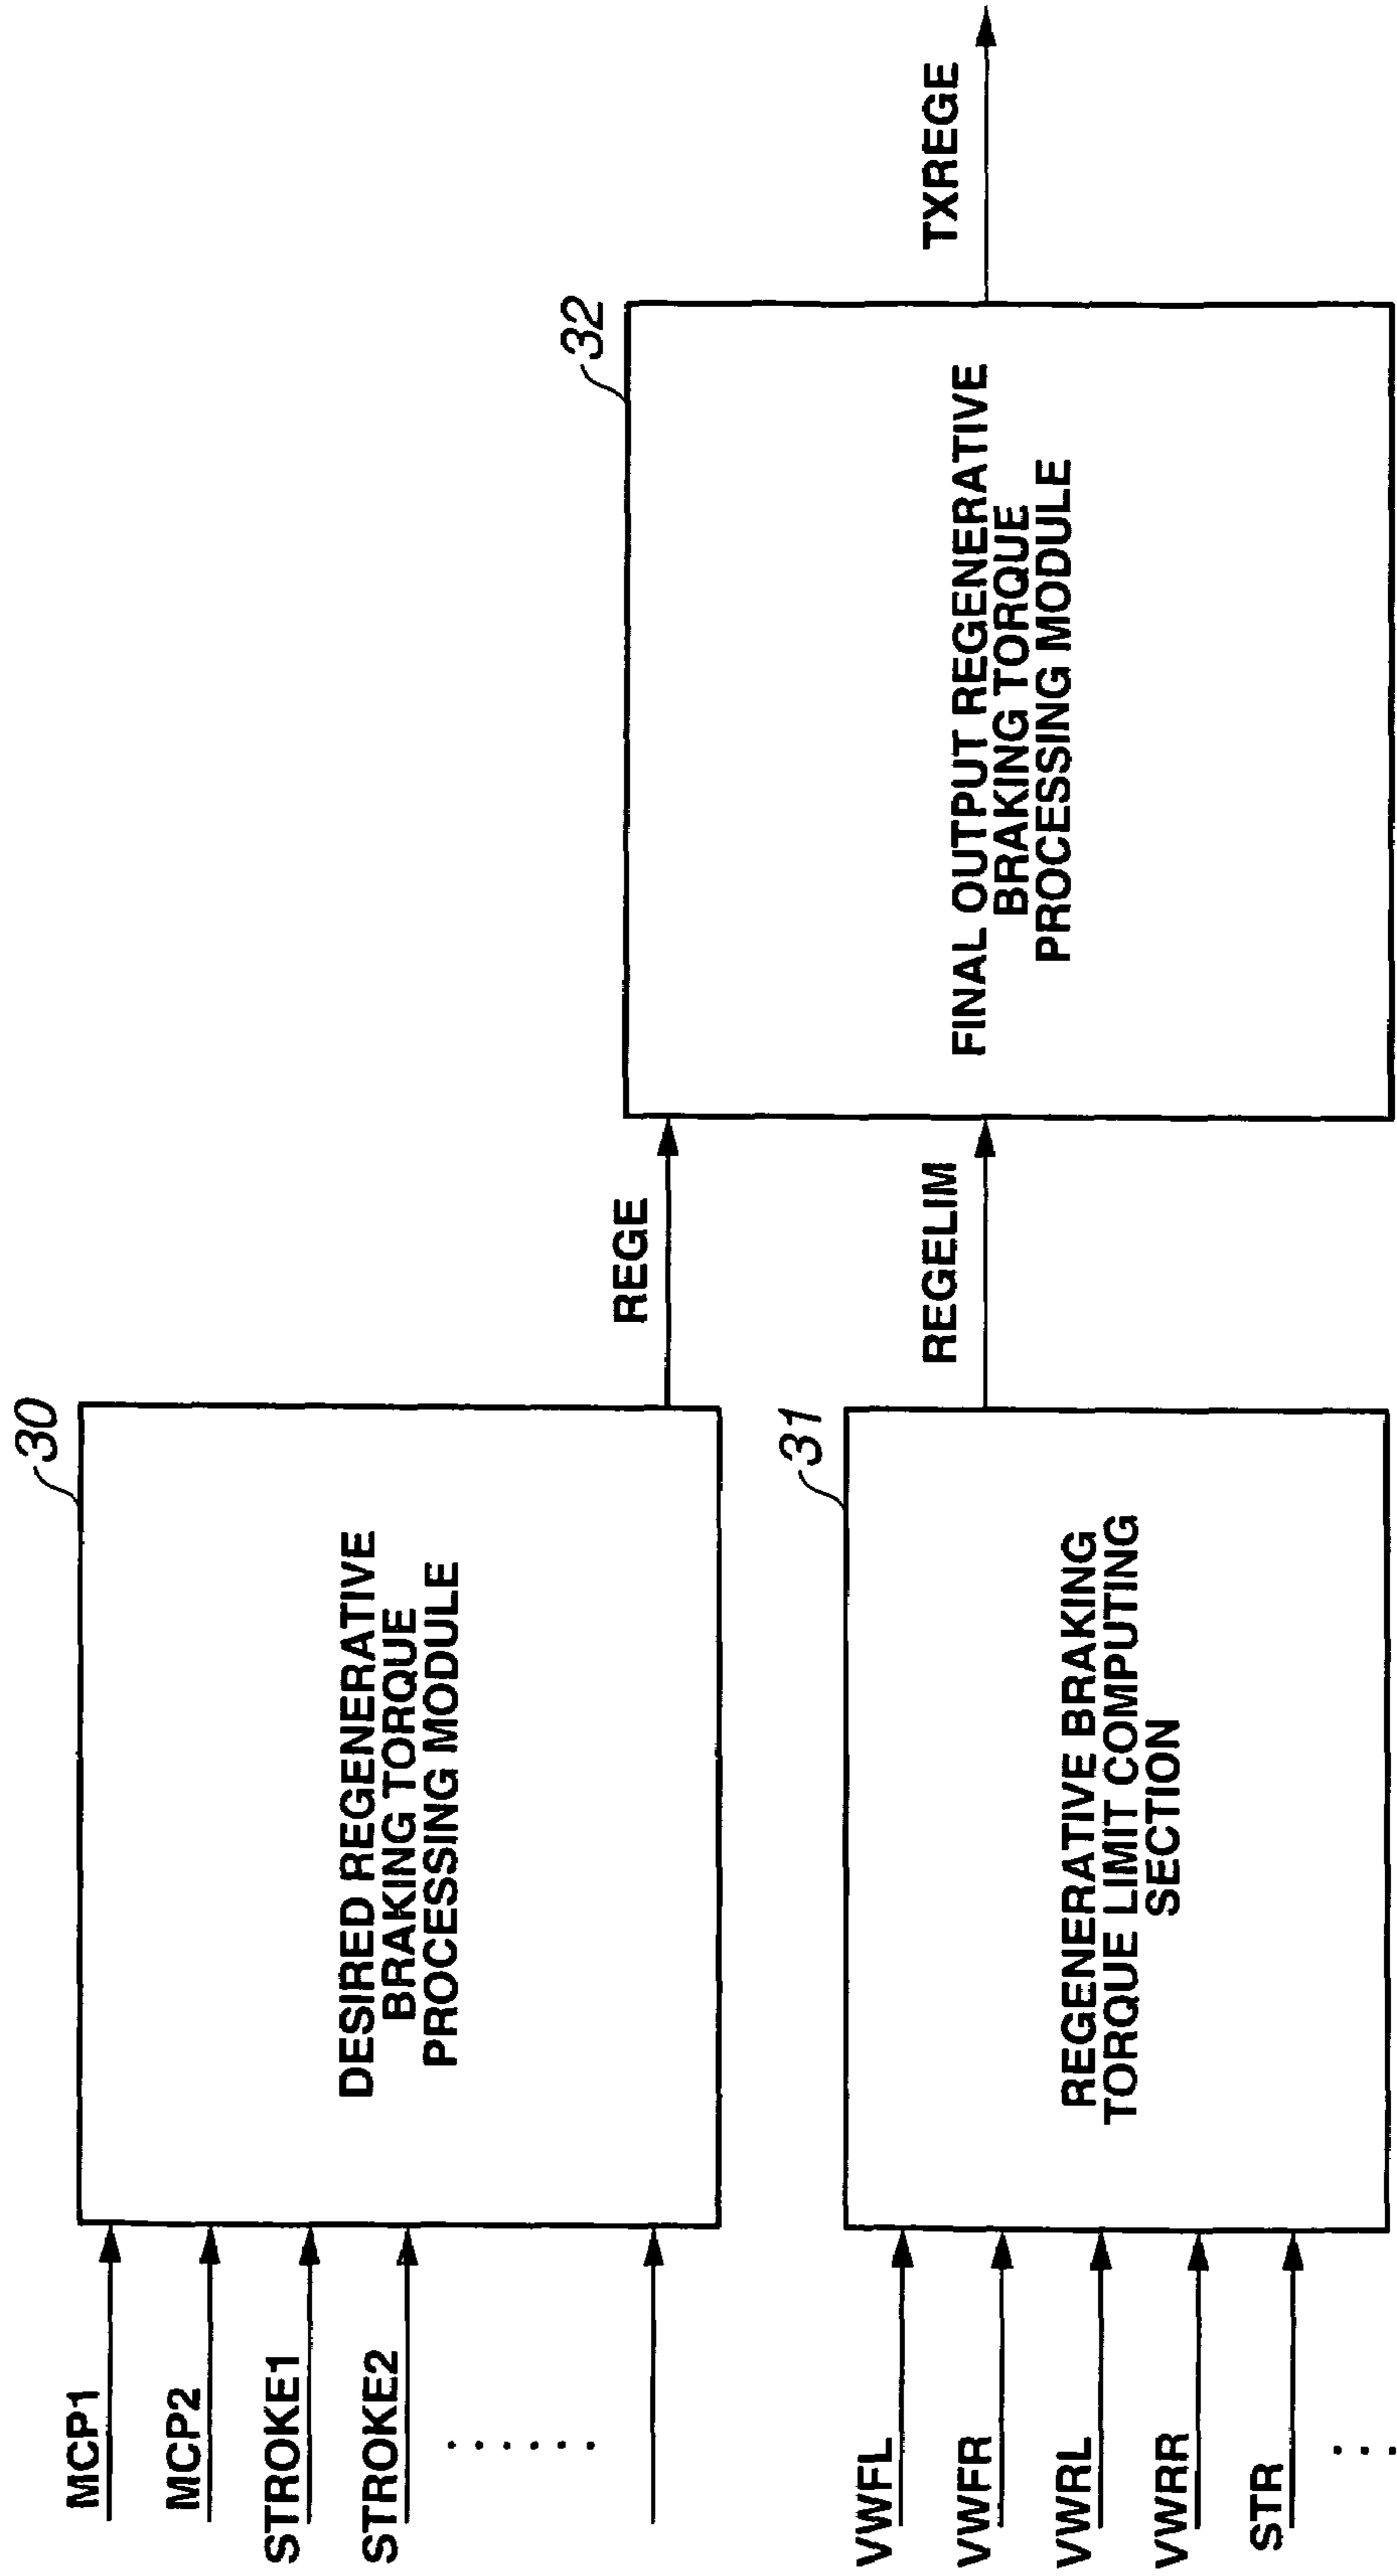 MCP1
MCP2
STROKE1
STROKE2
......
30
DESIRED REGENERATIVE
BRAKING TORQUE
PROCESSING MODULE
REGE
VWFL
VWFR
VWRL
VWRR
STR
...
31
REGENERATIVE BRAKING
TORQUE LIMIT COMPUTING
SECTION
REGELIM
32
FINAL OUTPUT REGENERATIVE
BRAKING TORQUE
PROCESSING MODULE
TXREGE